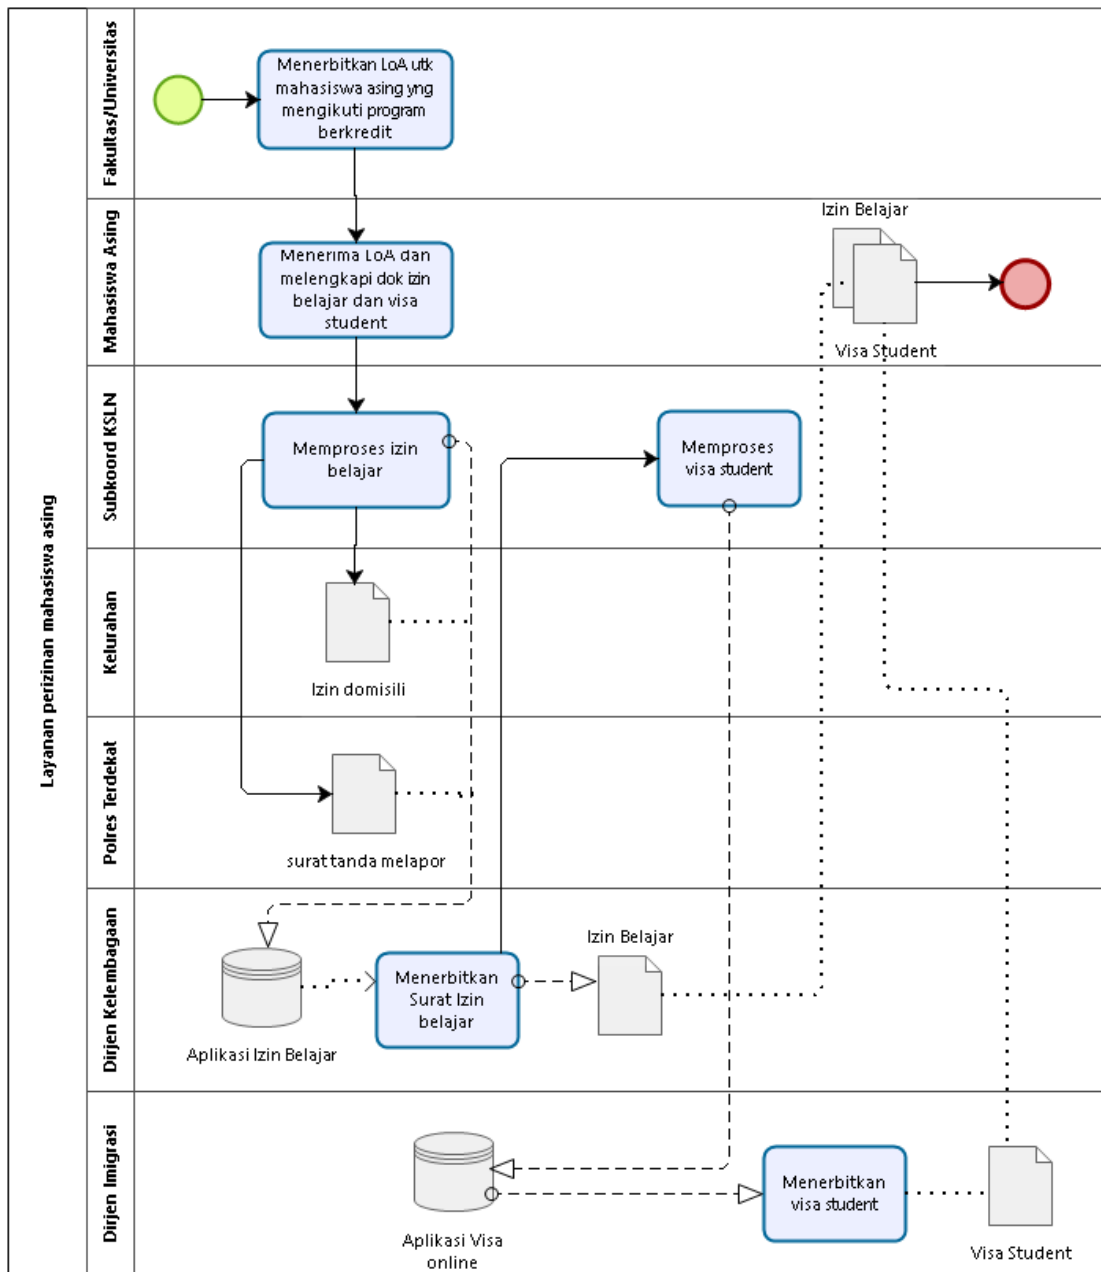 Layanan perizinan mahasiswa asing
Fakultas/Universitas
Menerbitkan LoA utk
mahasiswa asing yng
mengikuti program
berkredit
Mahasiswa Asing
Menerima LoA dan
melengkapi dok izin
belajar dan visa
student
Izin Belajar
Visa Student
Subkoord KSLN
Memproses izin
belajar
Memproses
visa student
Kelurahan
Izin domisili
Polres Terdekat
surat tanda melapor
Dirjen Kelembagaan
Aplikasi Izin Belajar
Menerbitkan
Surat Izin
belajar
Izin Belajar
Dirjen Imigrasi
Aplikasi Visa
online
Menerbitkan
visa student
Visa Student